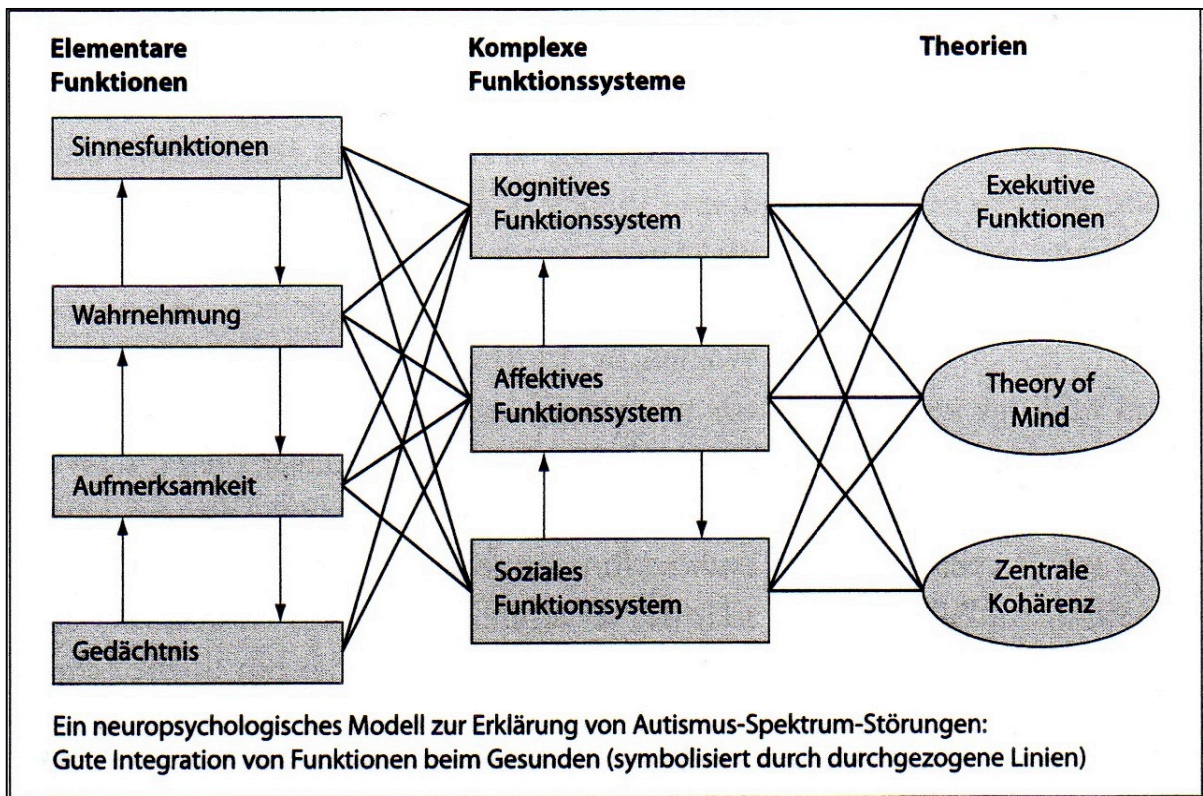 Elementare
Funktionen
Komplexe
Funktionssysteme
Theorien
Sinnesfunktionen
Wahrnehmung
Aufmerksamkeit
Gedächtnis
Kognitives
Funktionssystem
Affektives
Funktionssystem
Soziales
Funktionssystem
Exekutive
Funktionen
Theory of
Mind
Zentrale
Kohärenz
Ein neuropsychologisches Modell zur Erklärung von Autismus-Spektrum-Störungen:
Gute Integration von Funktionen beim Gesunden (symbolisiert durch durchgezogene Linien)